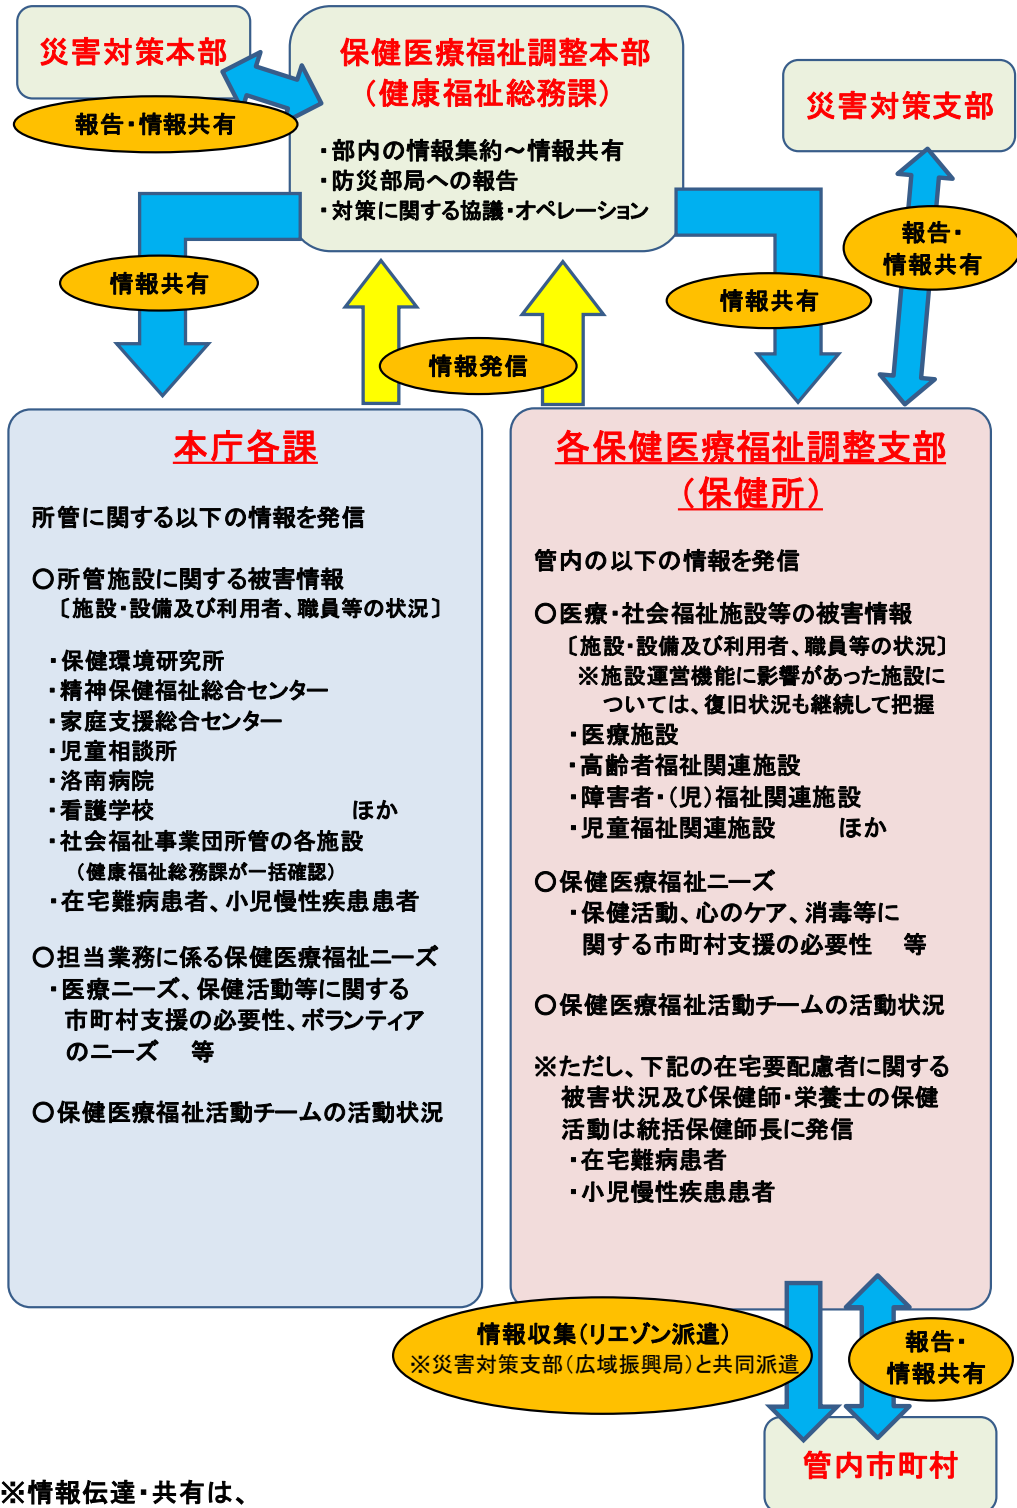 災害対策本部
報告・情報共有
保健医療福祉調整本部
（健康福祉総務課）
・部内の情報集約～情報共有
・防災部局への報告
・対策に関する協議・オペレーション
災害対策支部
報告・
情報共有
情報共有
情報共有
情報発信
本庁各課
所管に関する以下の情報を発信
〇所管施設に関する被害情報
〔施設・設備及び利用者、職員等の状況〕
・保健環境研究所
・精神保健福祉総合センター
・家庭支援総合センター
・児童相談所
・洛南病院
・看護学校　ほか
・社会福祉事業団所管の各施設
（健康福祉総務課が一括確認）
・在宅難病患者、小児慢性疾患患者
〇担当業務に係る保健医療福祉ニーズ
・医療ニーズ、保健活動等に関する
市町村支援の必要性、ボランティア
のニーズ　等
〇保健医療福祉活動チームの活動状況
各保健医療福祉調整支部
（保健所）
管内の以下の情報を発信
〇医療・社会福祉施設等の被害情報
〔施設・設備及び利用者、職員等の状況〕
※施設運営機能に影響があった施設に
ついては、復旧状況も継続して把握
・医療施設
・高齢者福祉関連施設
・障害者・（児）福祉関連施設
・児童福祉関連施設　ほか
〇保健医療福祉ニーズ
・保健活動、心のケア、消毒等に
関する市町村支援の必要性　等
〇保健医療福祉活動チームの活動状況
※ただし、下記の在宅要配慮者に関する
被害状況及び保健師・栄養士の保健
活動は統括保健師長に発信
・在宅難病患者
・小児慢性疾患患者
情報収集（リエゾン派遣）
※災害対策支部（広域振興局）と共同派遣
報告・
情報共有
管内市町村
※情報伝達・共有は、